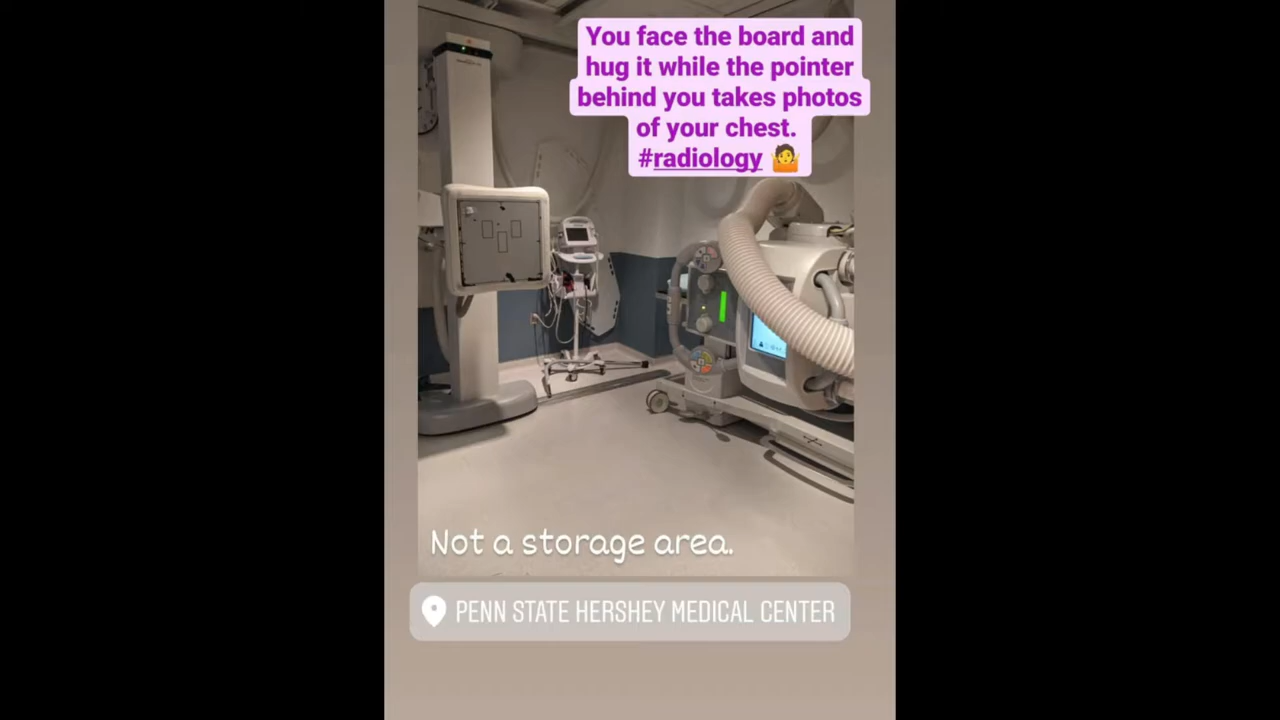 You face the board and
hug it while the pointer
behind you takes photos
of your chest.
#radiology 🤷
Not a storage area.
PENN STATE HERSHEY MEDICAL CENTER